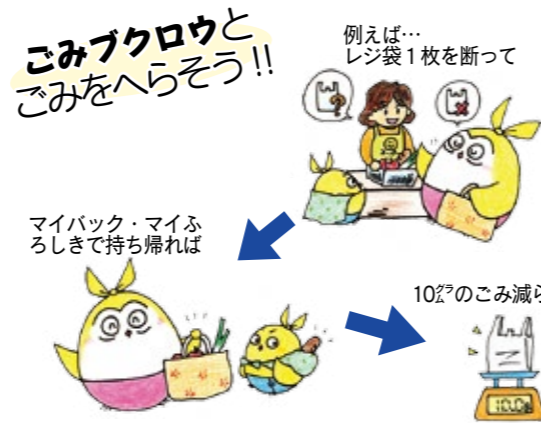 ごみブクロウと
ごみをへらそう!!
例えば…
レジ袋1枚を断って
マイバック・マイふ
ろしきで持ち帰れば
10㌘のごみ減ら
10.0g